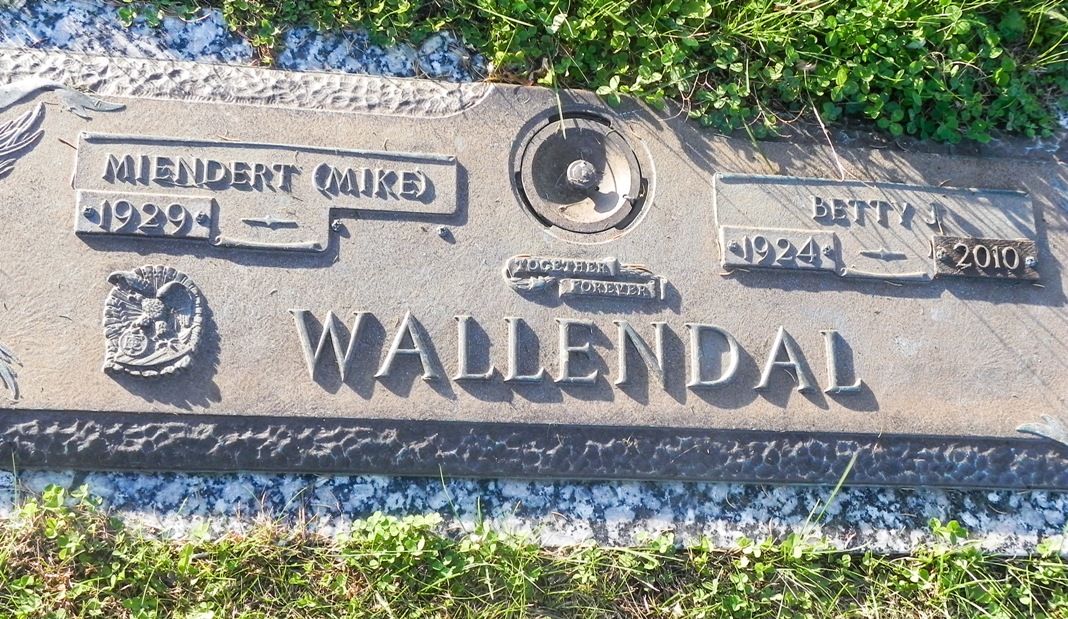 MIENDERT (MIKE)
1929
BETTY J.
1924 2010
TOGETHER
FOREVER
WALLENDAL